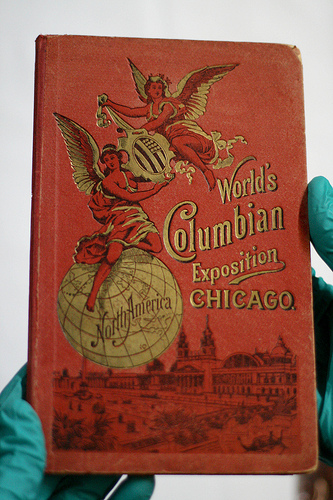 World's
Columbian
Exposition
CHICAGO.
North America